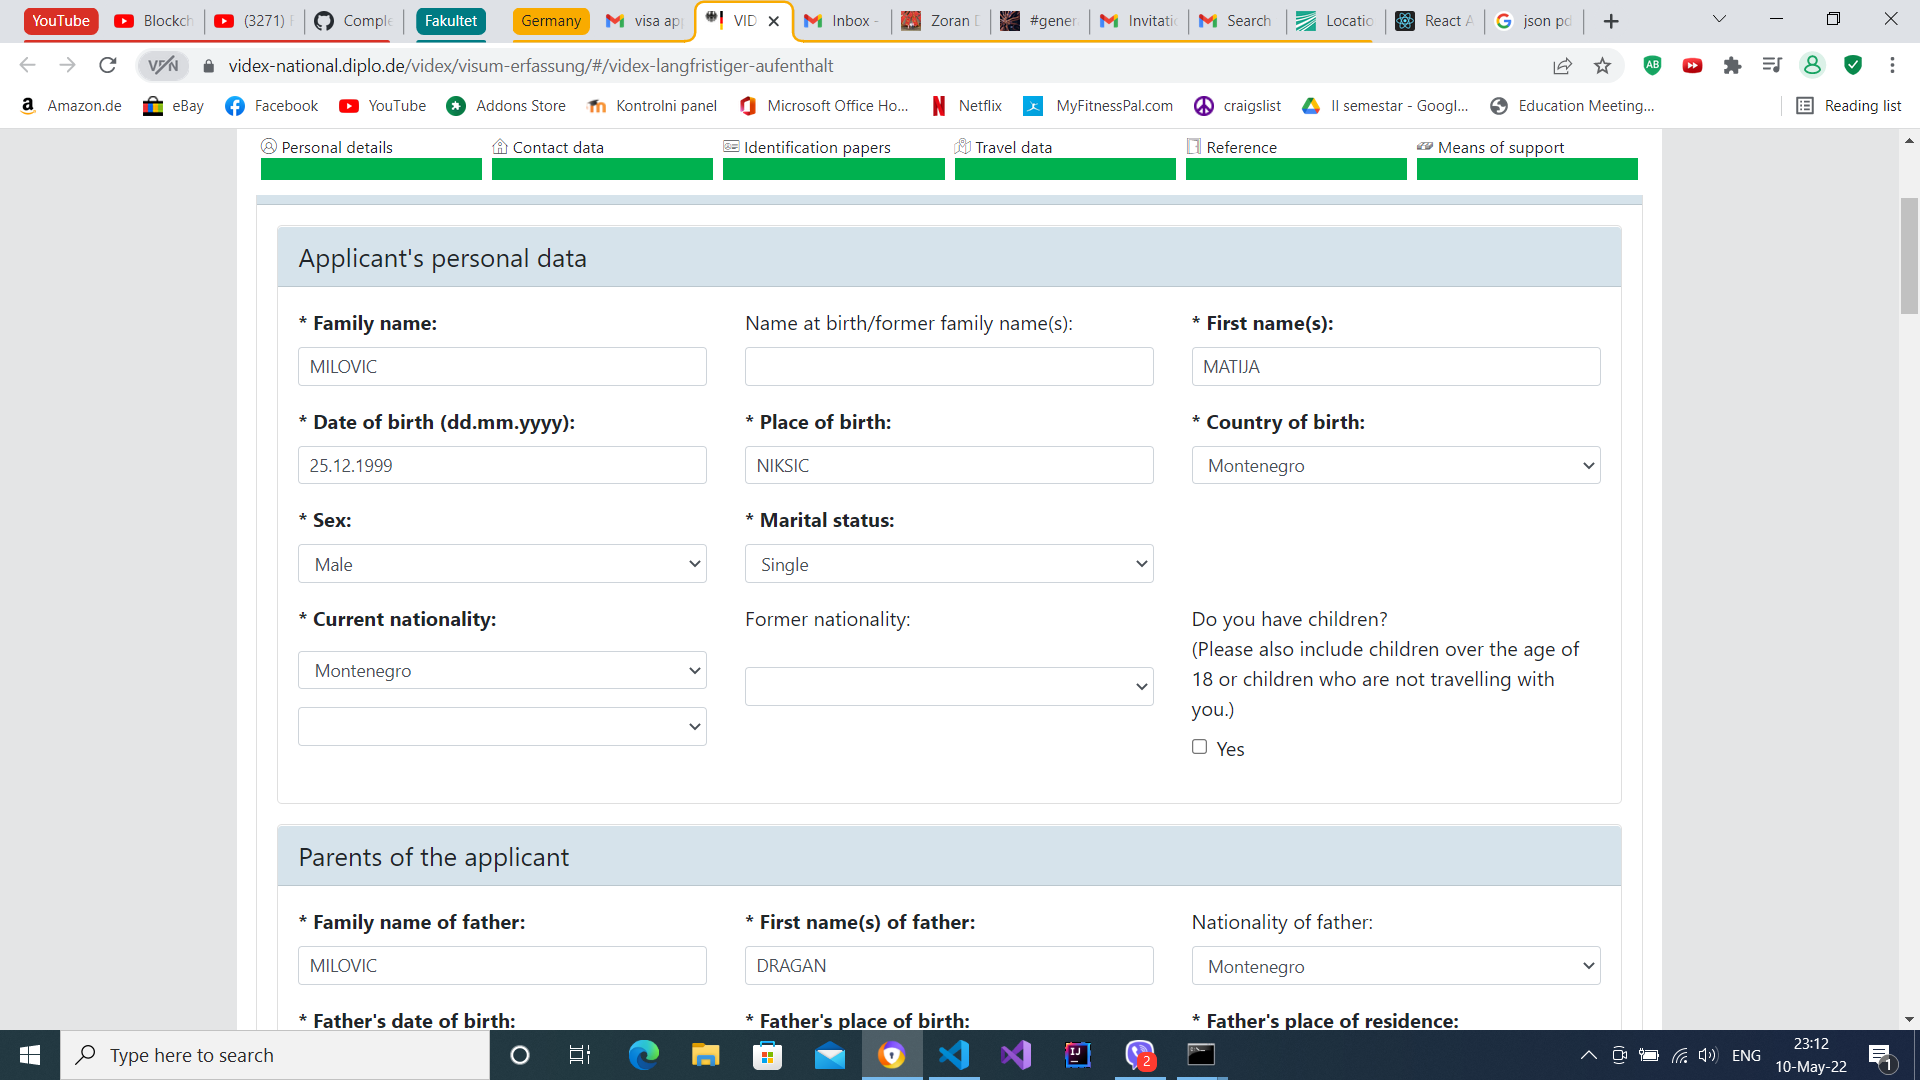 YouTube Blockch (3271) Comple Fakultet Germany visa ap VID Inbox - Zoran #gener Invitatio Search Locatio React A json pd
VPN videx-national.diplo.de/videx/visum-erfassung/#/videx-langfristiger-aufenthalt
Amazon.de eBay Facebook YouTube Addons Store Kontrolni panel Microsoft Office Ho... Netflix MyFitnessPal.com craigslist II semestar - Googl... Education Meeting... Reading list
Personal details Contact data Identification papers Travel data Reference Means of support
Applicant's personal data
* Family name: Name at birth/former family name(s): * First name(s):
MILOVIC MATIJA
* Date of birth (dd.mm.yyyy): * Place of birth: * Country of birth:
25.12.1999 NIKSIC Montenegro
* Sex: * Marital status:
Male Single
* Current nationality: Former nationality: Do you have children?
(Please also include children over the age of
18 or children who are not travelling with
you.)
Montenegro
Yes
Parents of the applicant
* Family name of father: * First name(s) of father: Nationality of father:
MILOVIC DRAGAN Montenegro
* Father's date of birth: * Father's place of birth: * Father's place of residence:
Type here to search 2 ENG 23:12
10-May-22 1